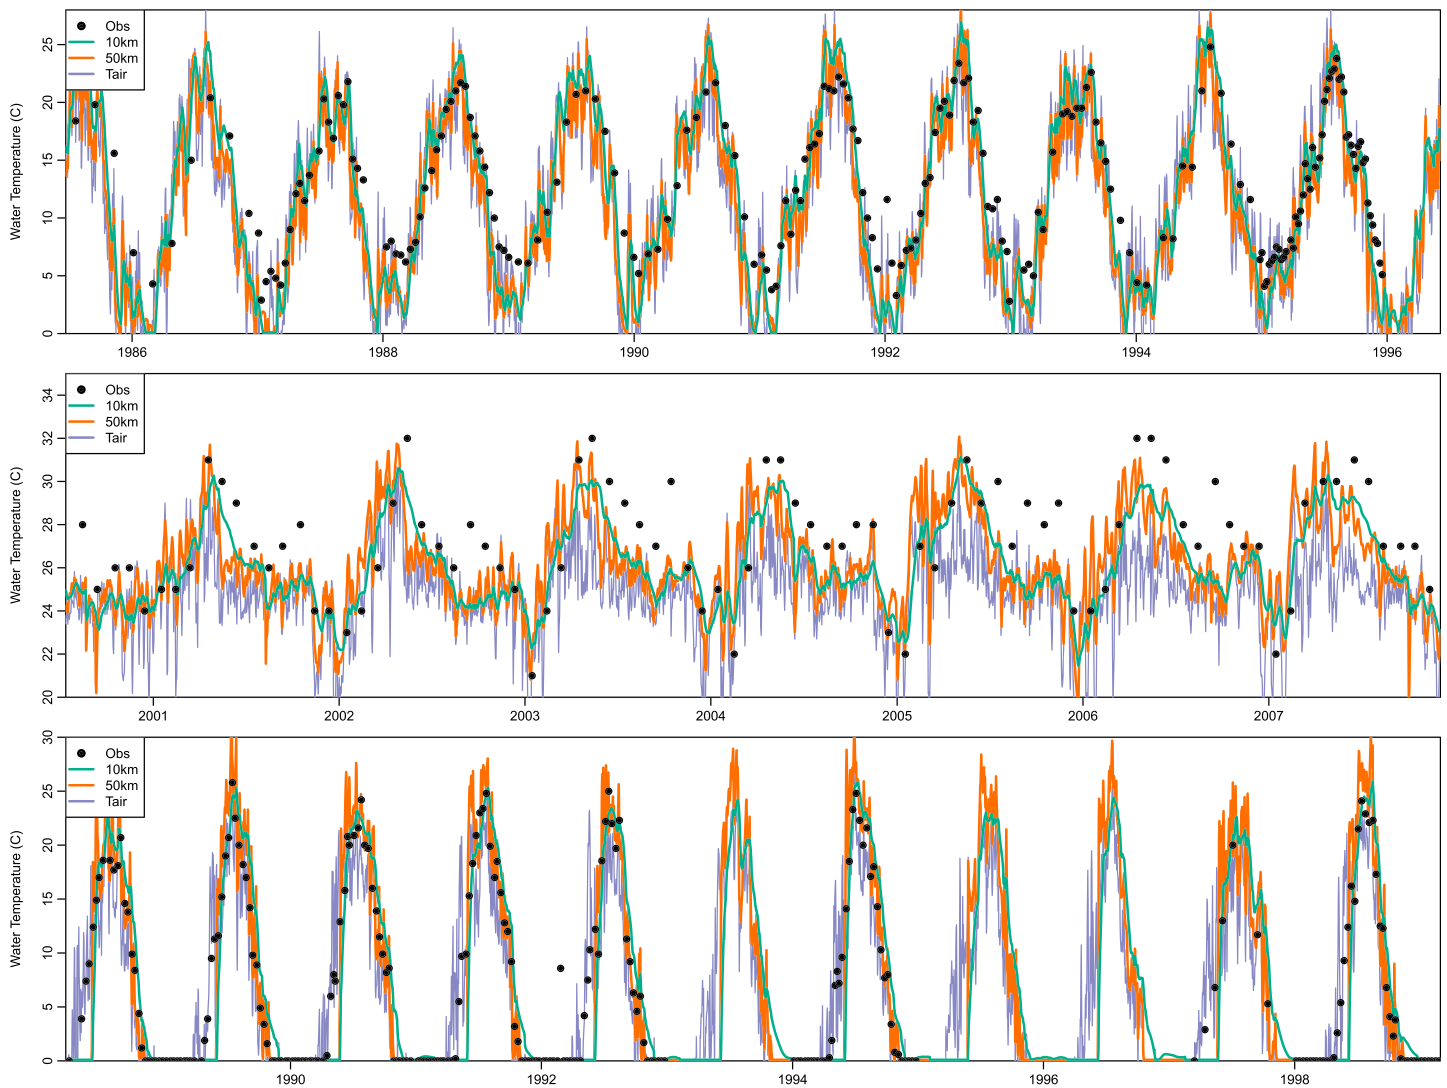 Water Temperature (C)
25
20
15
10
5
0
Obs
10km
50km
Tair
1986
1988
1990
1992
1994
1996
Water Temperature (C)
34
32
30
28
26
24
22
20
Obs
10km
50km
Tair
2001
2002
2003
2004
2005
2006
2007
Water Temperature (C)
30
25
20
15
10
5
0
Obs
10km
50km
Tair
1990
1992
1994
1996
1998